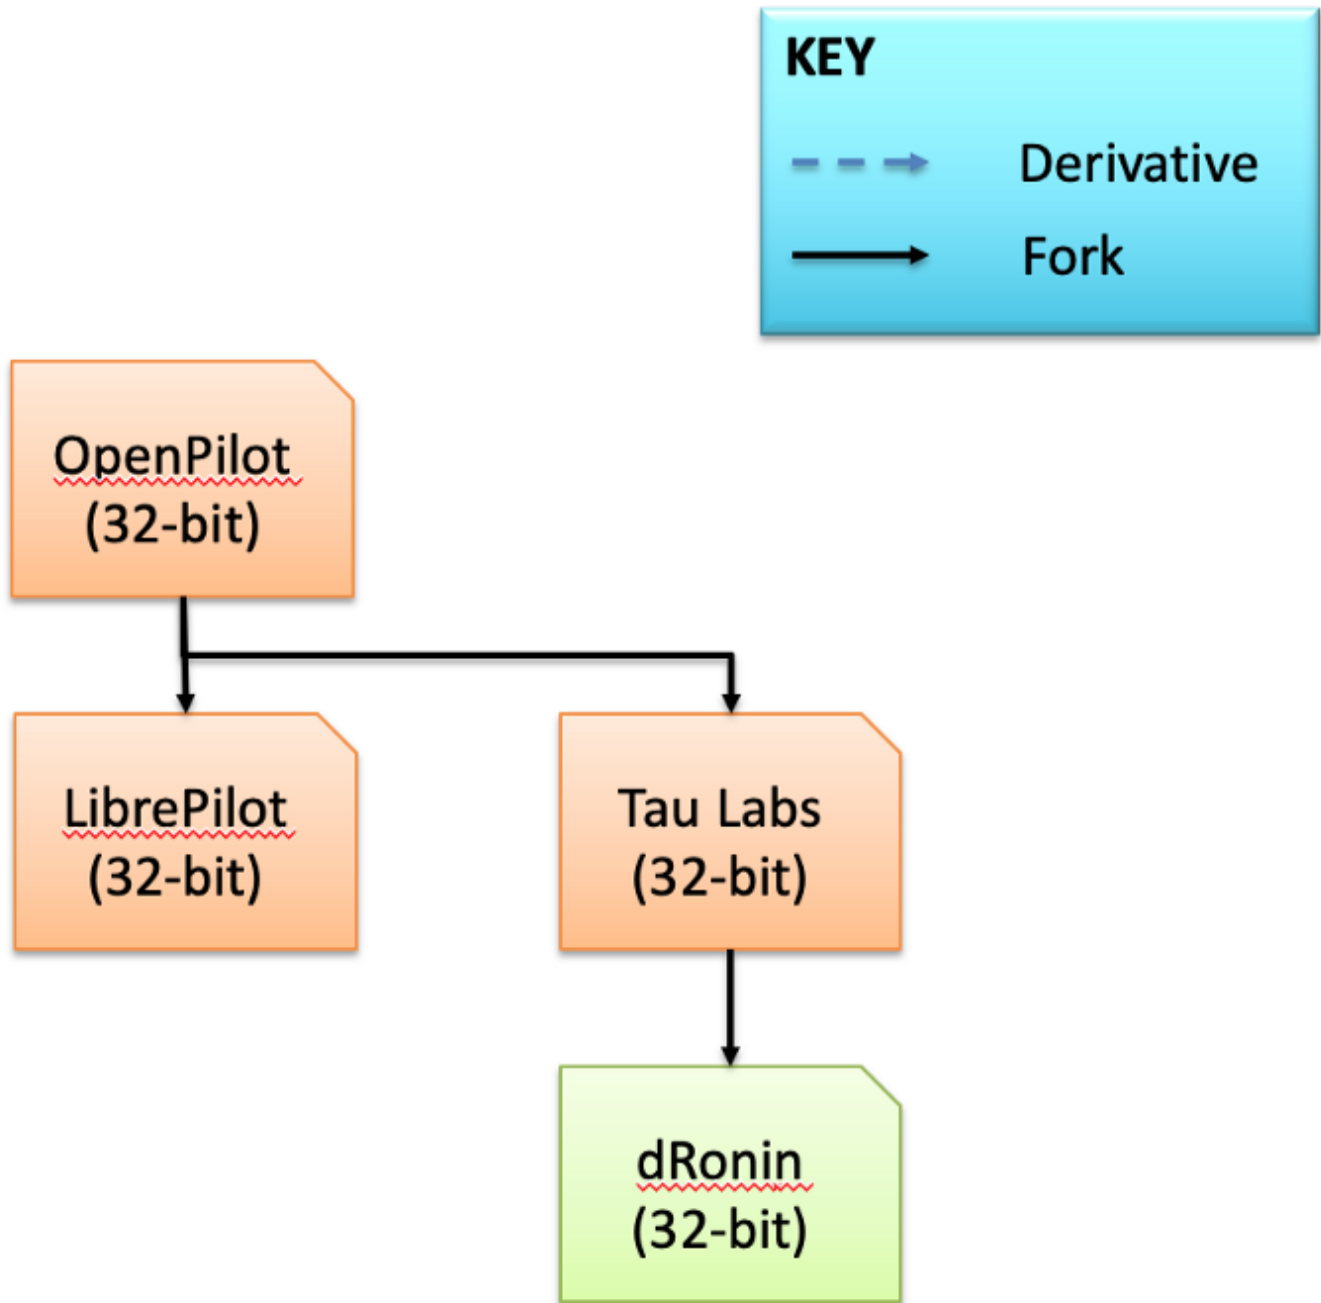 KEY
Derivative
Fork
OpenPilot
(32-bit)
LibrePilot
(32-bit)
Tau Labs
(32-bit)
dRonin
(32-bit)